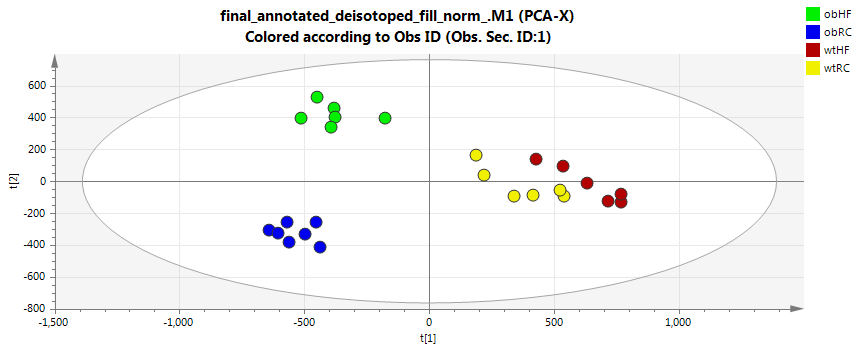 final_annotated_deisotoped_fill_norm_.M1 (PCA-X)
Colored according to Obs ID (Obs. Sec. ID:1)
obHF
obRC
wtHF
wtRC
600
400
200
0
-200
-400
-600
-800
t[2]
-1,500 -1,000 -500 0 500 1,000
t[1]